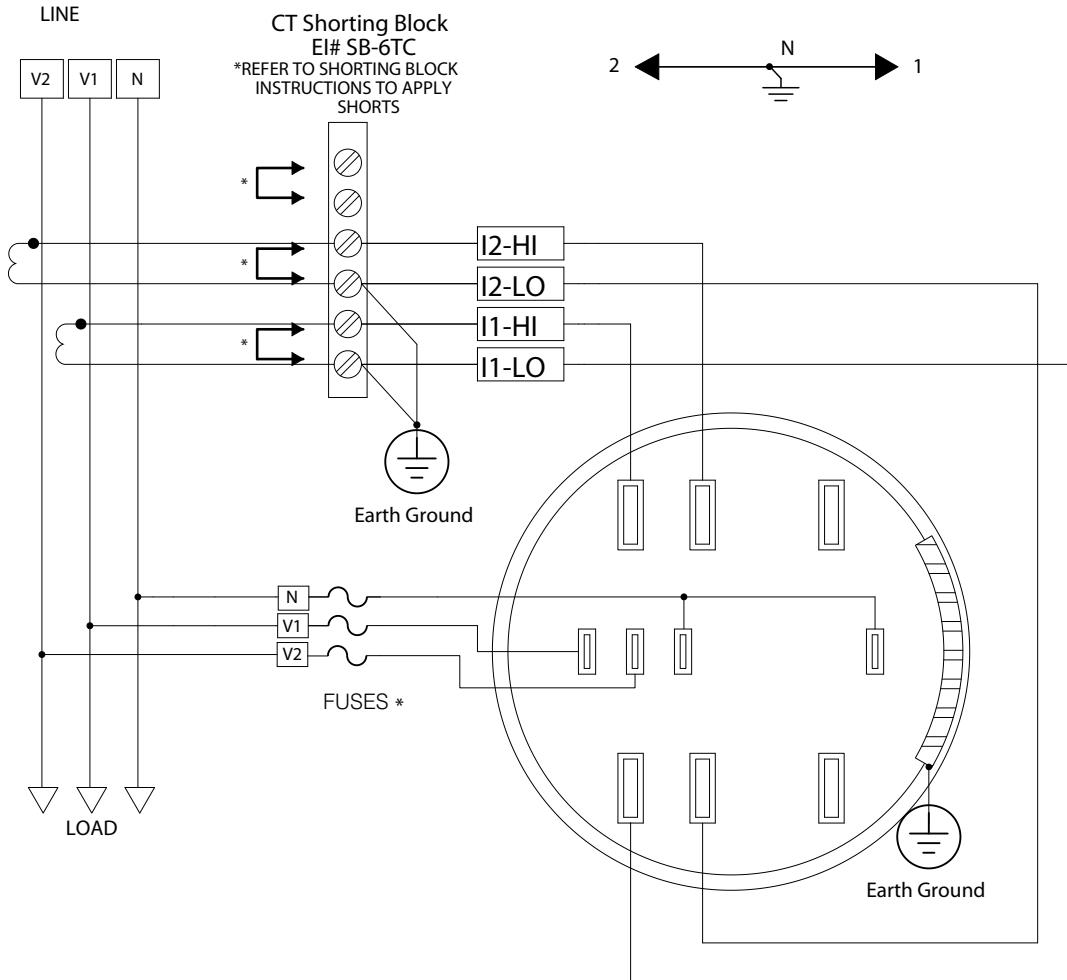 LINE
CT Shorting Block
EI# SB-6TC
*REFER TO SHORTING BLOCK
INSTRUCTIONS TO APPLY
SHORTS
V2
V1
N
2
N
1
*
*
*
I2-HI
I2-LO
I1-HI
I1-LO
Earth Ground
N
V1
V2
FUSES *
LOAD
Earth Ground